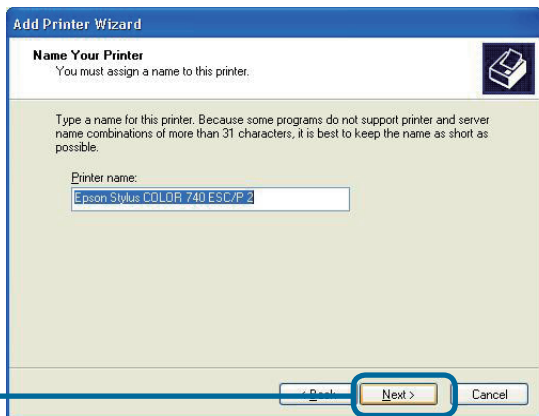 Add Printer Wizard
Name Your Printer
You must assign a name to this printer.
Type a name for this printer. Because some programs do not support printer and server
name combinations of more than 31 characters, it is best to keep the name as short as
possible.
Printer name:
Epson Stylus COLOR 740 ESC/P 2
< Back Next > Cancel